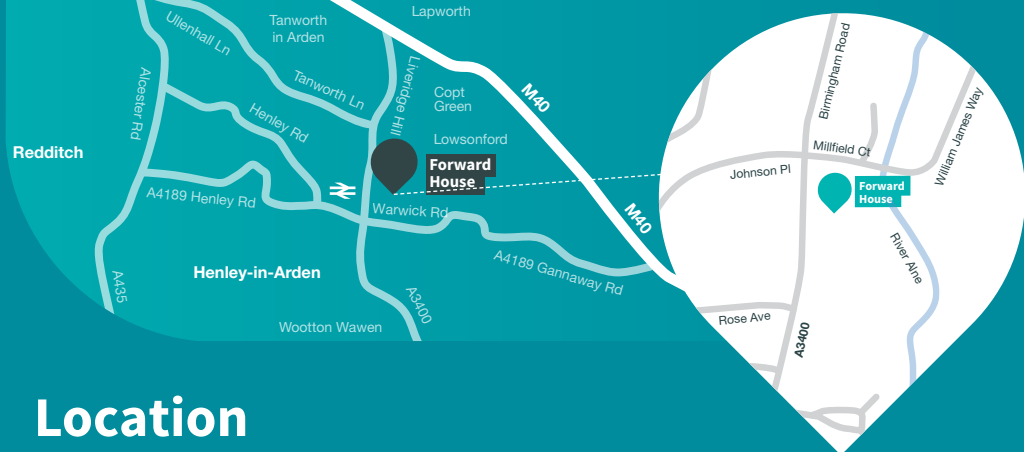 Lapworth
Tanworth
in Arden
Ullenhall Ln
Tanworth Ln
Liveridge Hill
Alcester Rd
Henley Rd
Copt
Green
M40
Lowsonford
Redditch
Forward
House
A4189 Henley Rd
Warwick Rd
M40
A4189 Gannaway Rd
Henley-in-Arden
A435
A3400
Wootton Wawen
Birmingham Road
Millfield Ct
William James Way
Johnson Pl
Forward
House
River Alne
Rose Ave
A3400
Location